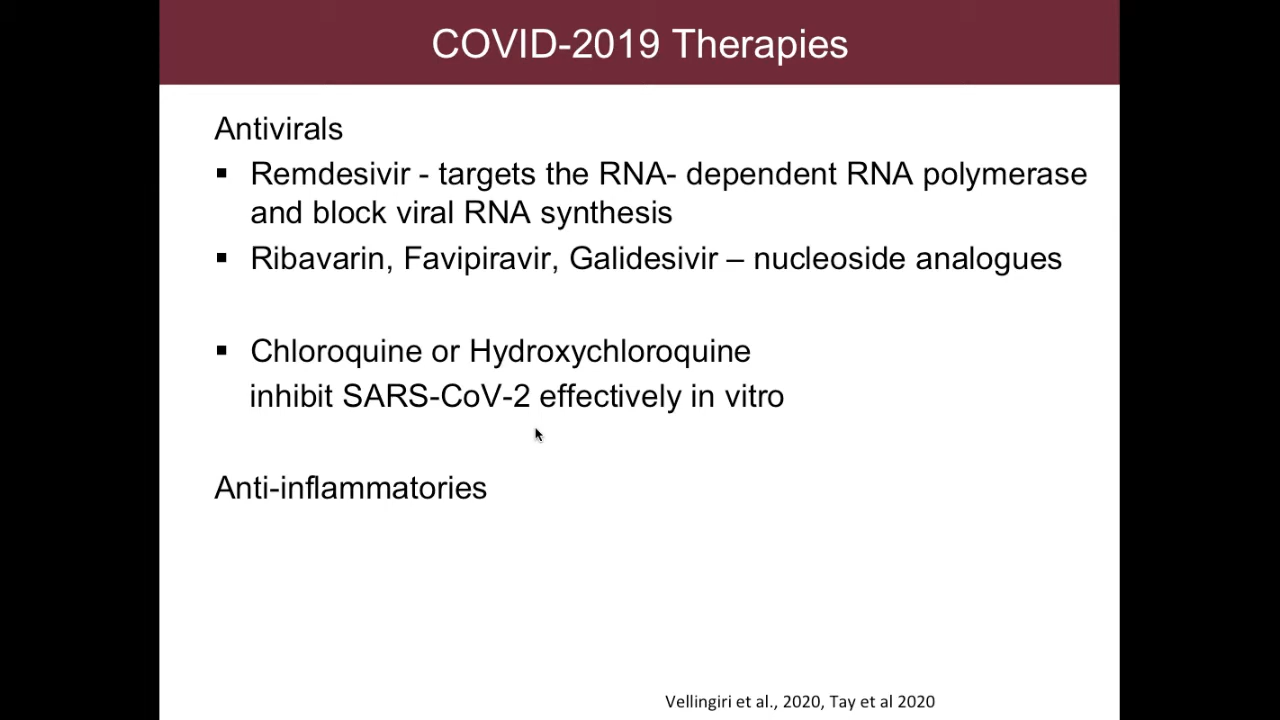 COVID-2019 Therapies
Antivirals
▪ Remdesivir - targets the RNA- dependent RNA polymerase
and block viral RNA synthesis
▪ Ribavarin, Favipiravir, Galidesivir – nucleoside analogues
▪ Chloroquine or Hydroxychloroquine
inhibit SARS-CoV-2 effectively in vitro
Anti-inflammatories
Vellingiri et al., 2020, Tay et al 2020